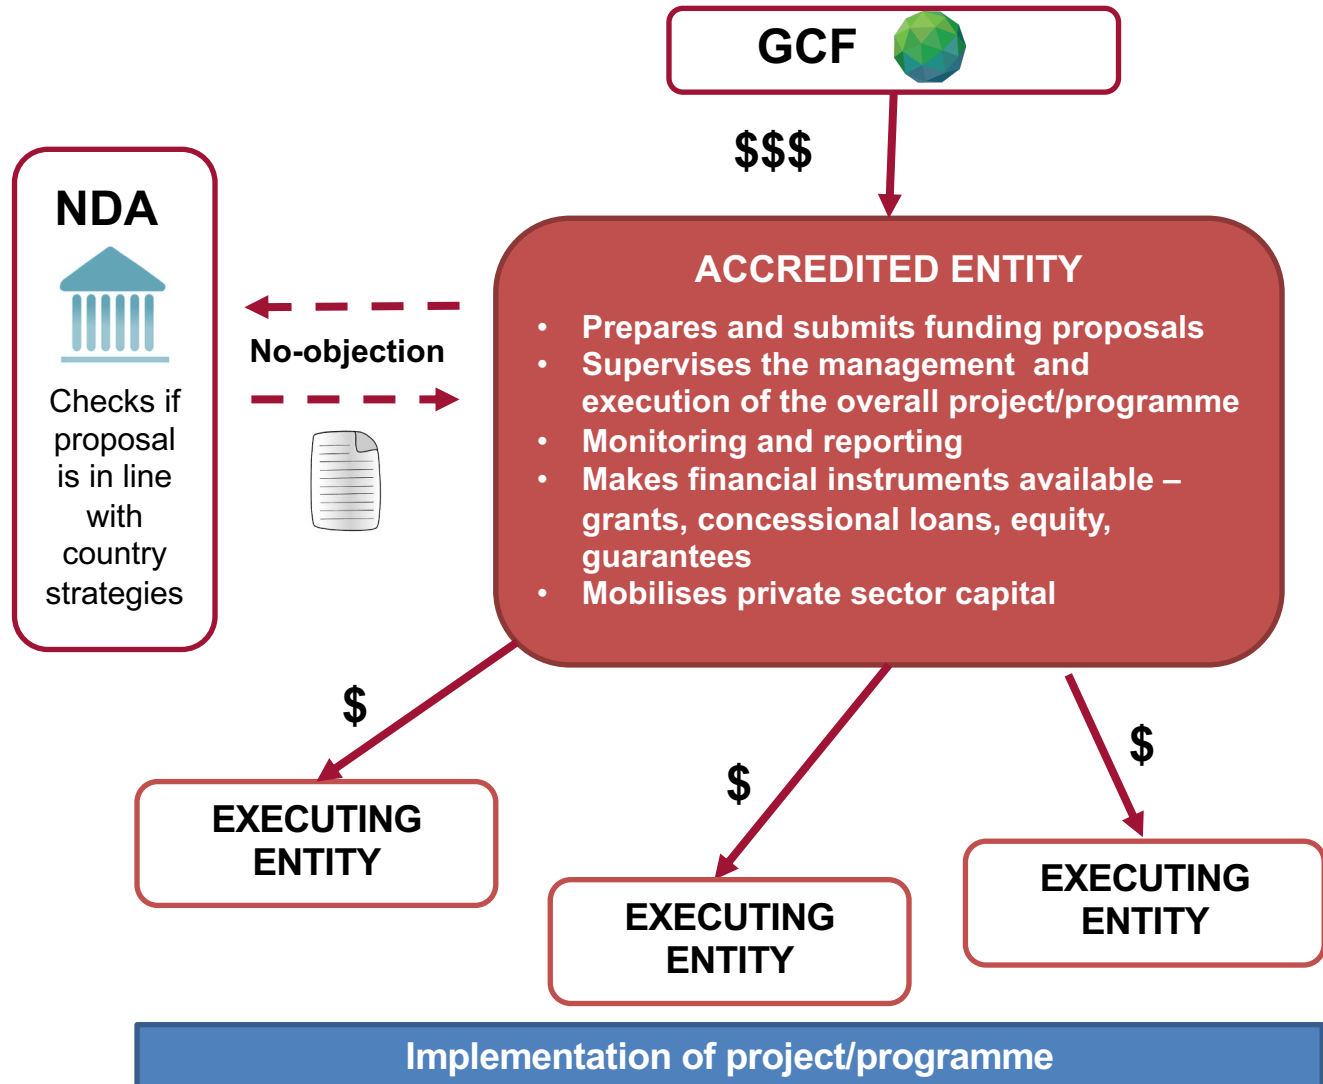 GCF
$$$
NDA
Checks if
proposal
is in line
with
country
strategies
No-objection
ACCREDITED ENTITY
• Prepares and submits funding proposals
• Supervises the management and
execution of the overall project/programme
• Monitoring and reporting
• Makes financial instruments available –
grants, concessional loans, equity,
guarantees
• Mobilises private sector capital
$
$
$
EXECUTING
ENTITY
EXECUTING
ENTITY
EXECUTING
ENTITY
Implementation of project/programme